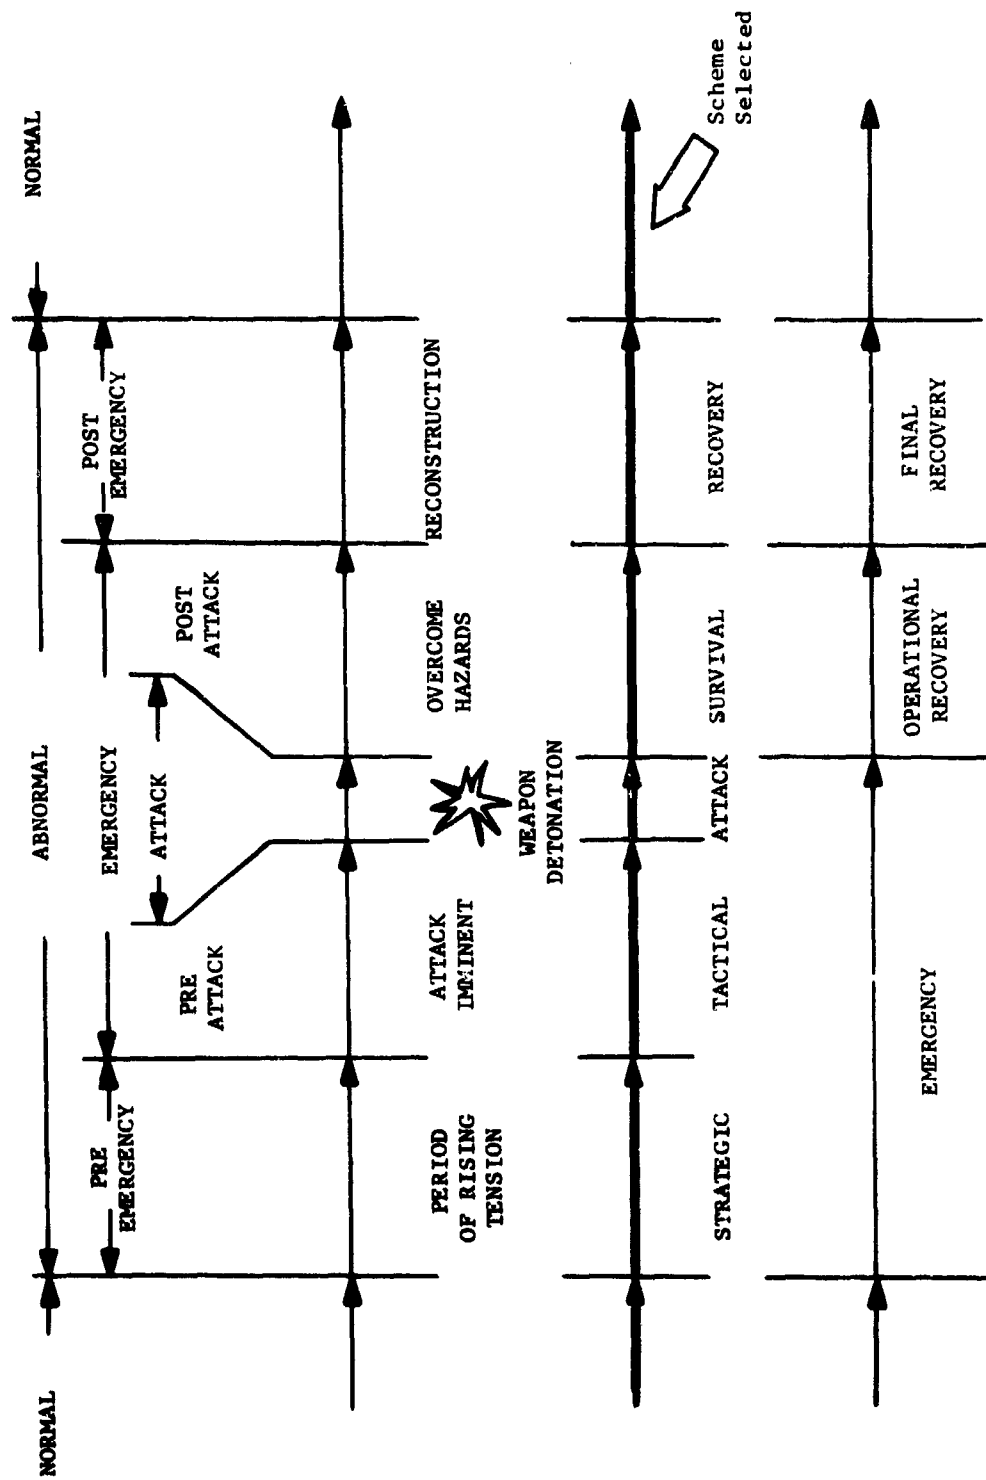 NORMAL
ABNORMAL
NORMAL
PRE
EMERGENCY
EMERGENCY
POST
EMERGENCY
PRE
ATTACK
ATTACK
POST
ATTACK
PERIOD
OF RISING
TENSION
ATTACK
IMMINENT
WEAPON
DETONATION
OVERCOME
HAZARDS
RECONSTRUCTION
STRATEGIC
TACTICAL
ATTACK
SURVIVAL
RECOVERY
Scheme
Selected
EMERGENCY
OPERATIONAL
RECOVERY
FINAL
RECOVERY